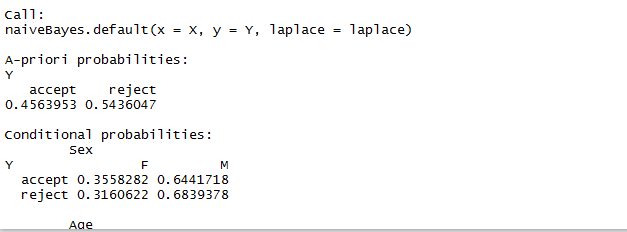 Call:
naiveBayes.default(x = X, y = Y, laplace = laplace)
A-priori probabilities:
Y
accept reject
0.4563953 0.5436047
Conditional probabilities:
Sex
Y F M
accept 0.3558282 0.6441718
reject 0.3160622 0.6839378
Age